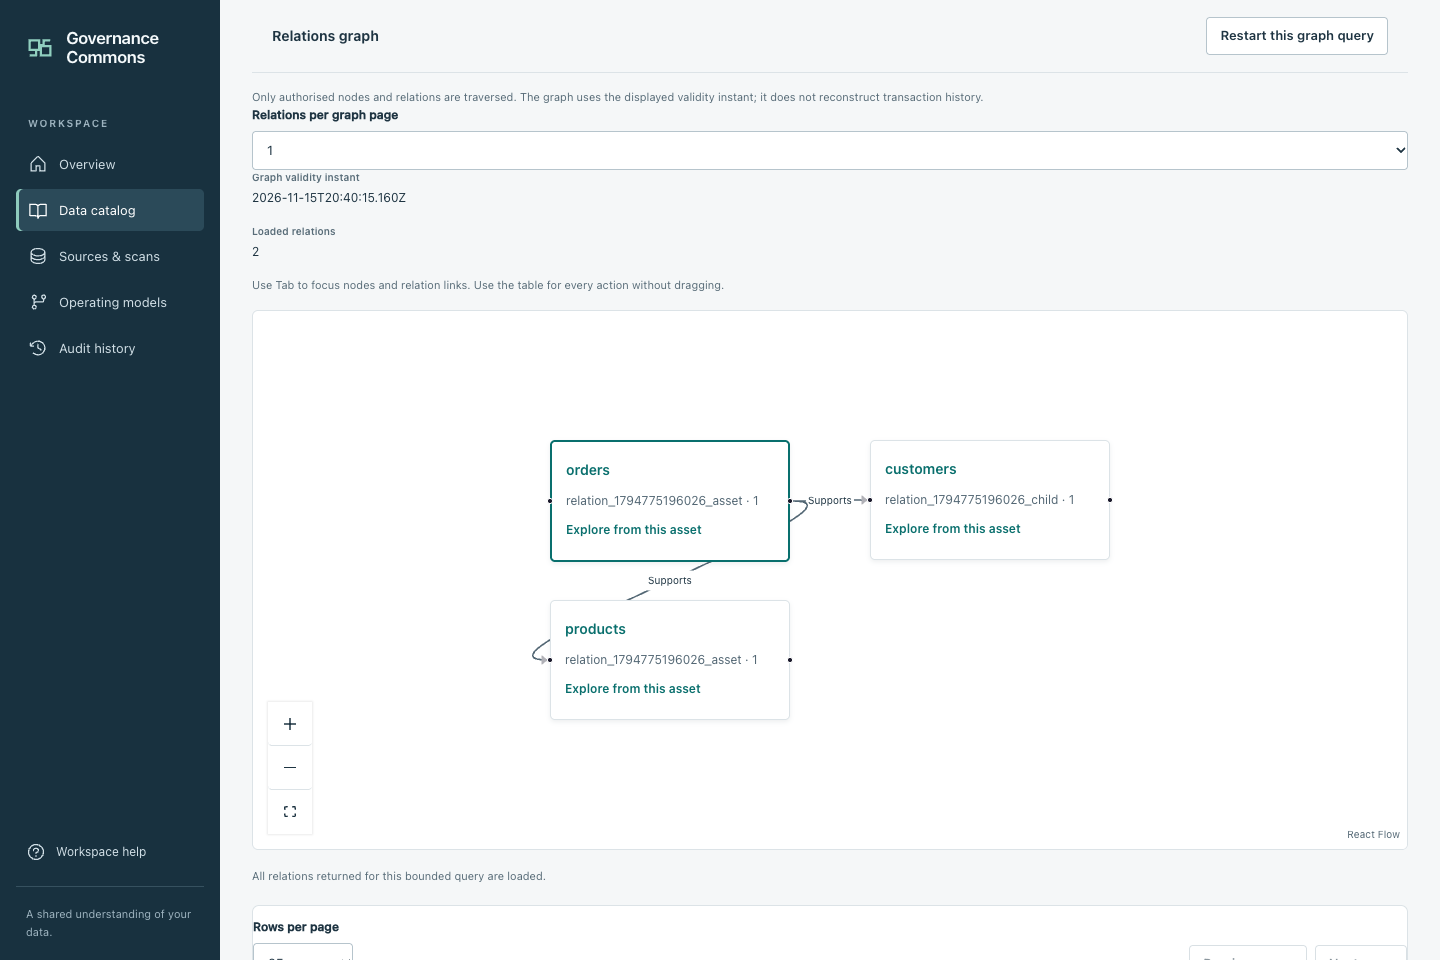 Governance
Commons
WORKSPACE
Overview
Data catalog
Sources & scans
Operating models
Audit history
Workspace help
A shared understanding of your
data.
Relations graph
Restart this graph query
Only authorised nodes and relations are traversed. The graph uses the displayed validity instant; it does not reconstruct transaction history.
Relations per graph page
1
Graph validity instant
2026-11-15T20:40:15.160Z
Loaded relations
2
Use Tab to focus nodes and relation links. Use the table for every action without dragging.
orders
relation_1794775196026_asset · 1
Explore from this asset
Supports
customers
relation_1794775196026_child · 1
Explore from this asset
Supports
products
relation_1794775196026_asset · 1
Explore from this asset
React Flow
All relations returned for this bounded query are loaded.
Rows per page